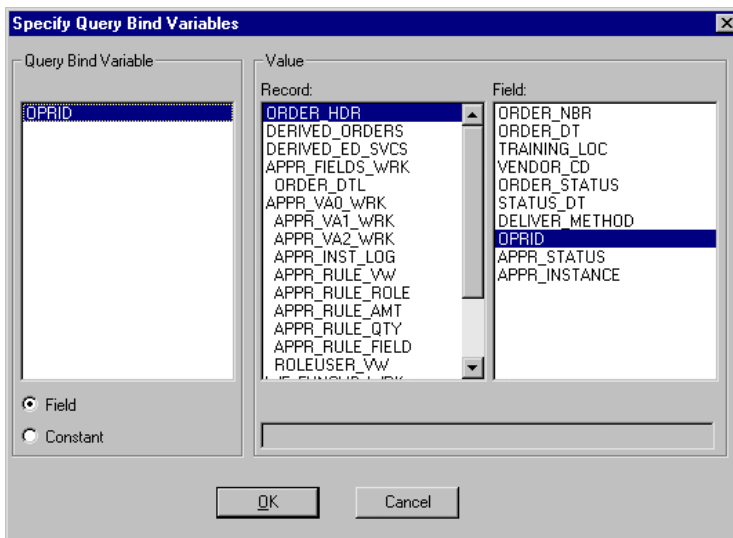 Specify Query Bind Variables
Query Bind Variable
OPRID
Field
Constant
Value
Record:
ORDER_HDR
DERIVED_ORDERS
DERIVED_ED_SVCS
APPR_FIELDS_WRK
ORDER_DTL
APPR_VA0_WRK
APPR_VA1_WRK
APPR_VA2_WRK
APPR_INST_LOG
APPR_RULE_VW
APPR_RULE_ROLE
APPR_RULE_AMT
APPR_RULE_QTY
APPR_RULE_FIELD
ROLEUSER_VW
Field:
ORDER_NBR
ORDER_DT
TRAINING_LOC
VENDOR_CD
ORDER_STATUS
STATUS_DT
DELIVER_METHOD
OPRID
APPR_STATUS
APPR_INSTANCE
OK
Cancel